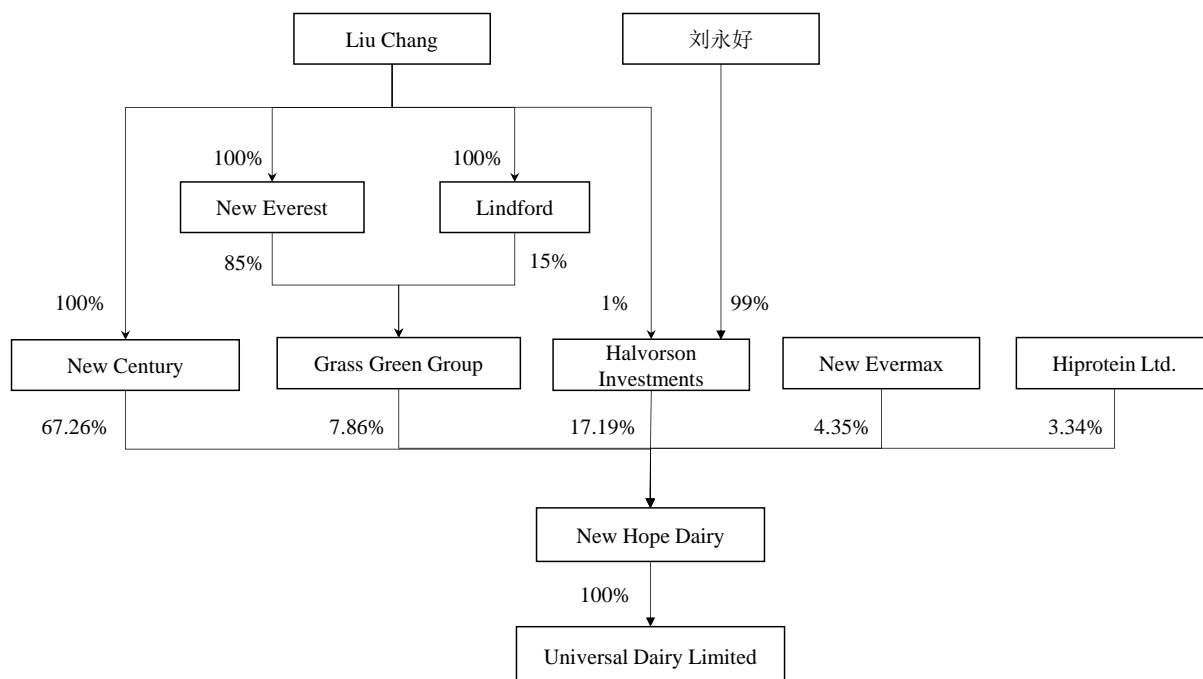 Liu Chang
刘永好
100%
100%
New Everest
Lindford
85%
15%
100%
1%
99%
New Century
Grass Green Group
Halvorson
Investments
New Evermax
Hiprotein Ltd.
67.26%
7.86%
17.19%
4.35%
3.34%
New Hope Dairy
100%
Universal Dairy Limited